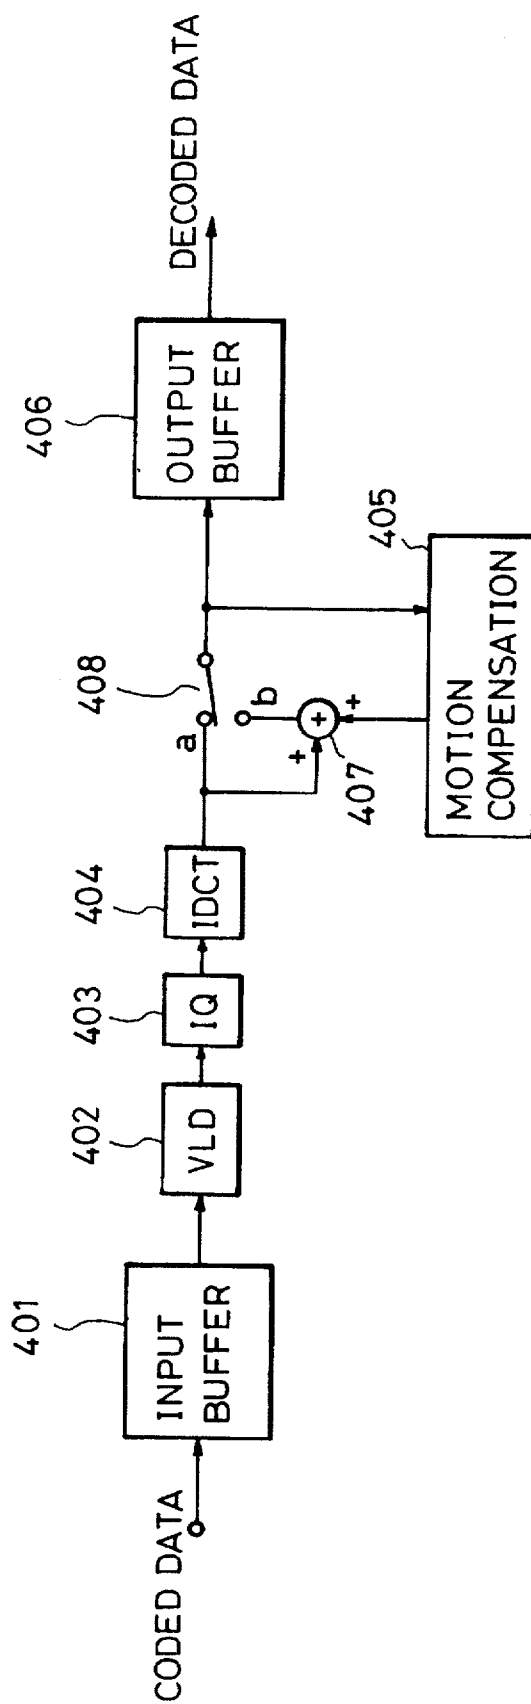 CODED DATA
401
INPUT
BUFFER
402
VLD
403
IQ
404
IDCT
a
408
b
+
+
+
407
405
MOTION
COMPENSATION
406
OUTPUT
BUFFER
DECODED DATA